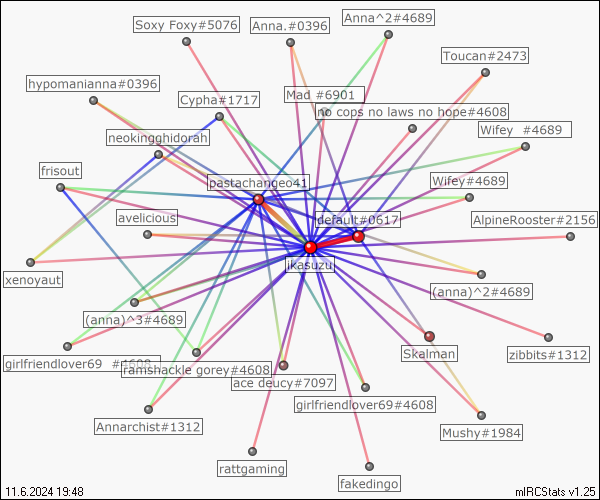 Soxy Foxy#5076
Anna.#0396
Anna^2#4689
Toucan#2473
hypomanianna#0396
Cypha#1717
Mad #6901
no cops no laws no hope#4608
neokingghidorah
Wifey #4689
frisout
pastachangeo41
Wifey#4689
avelicious
default#0617
AlpineRooster#2156
jkasuzu
xenoyaut
(anna)^2#4689
(anna)^3#4689
girlfriendlover69 #4608
ramshackle gorey#4608
Skalman
zibbits#1312
ace deucy#7097
girlfriendlover69#4608
Annarchist#1312
Mushy#1984
rattgaming
fakedingo
11.6.2024 19:48
mIRCStats v1.25